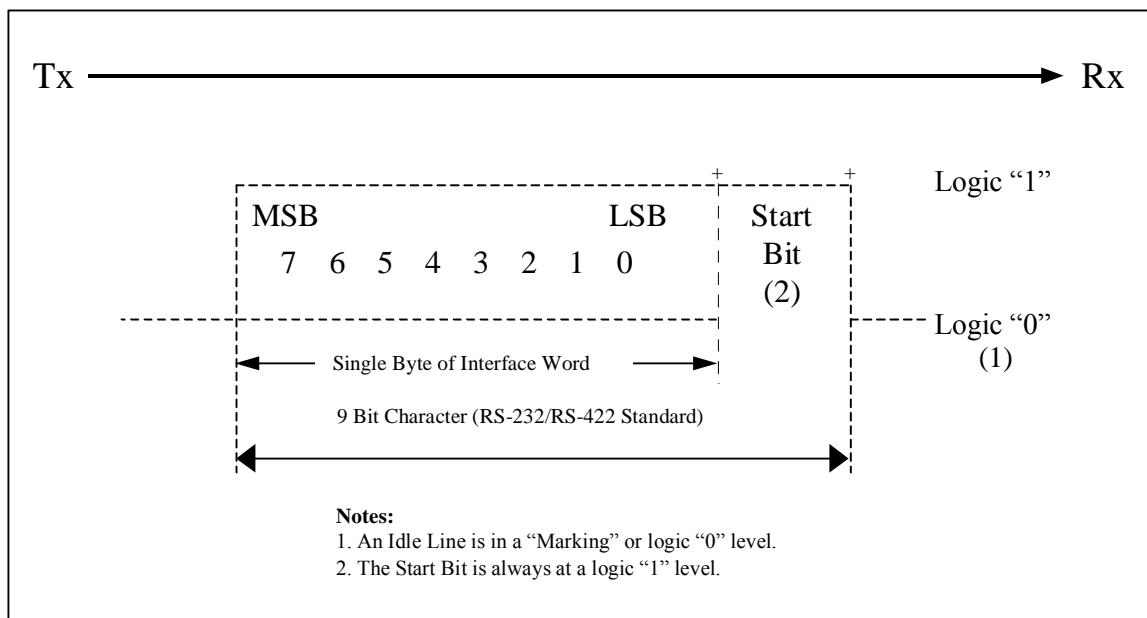 Tx Rx
Logic “1”
MSB LSB Start
Bit
7 6 5 4 3 2 1 0
(2)
Logic “0”
(1)
Single Byte of Interface Word
9 Bit Character (RS-232/RS-422 Standard)
Notes:
1. An Idle Line is in a “Marking” or logic “0” level.
2. The Start Bit is always at a logic “1” level.